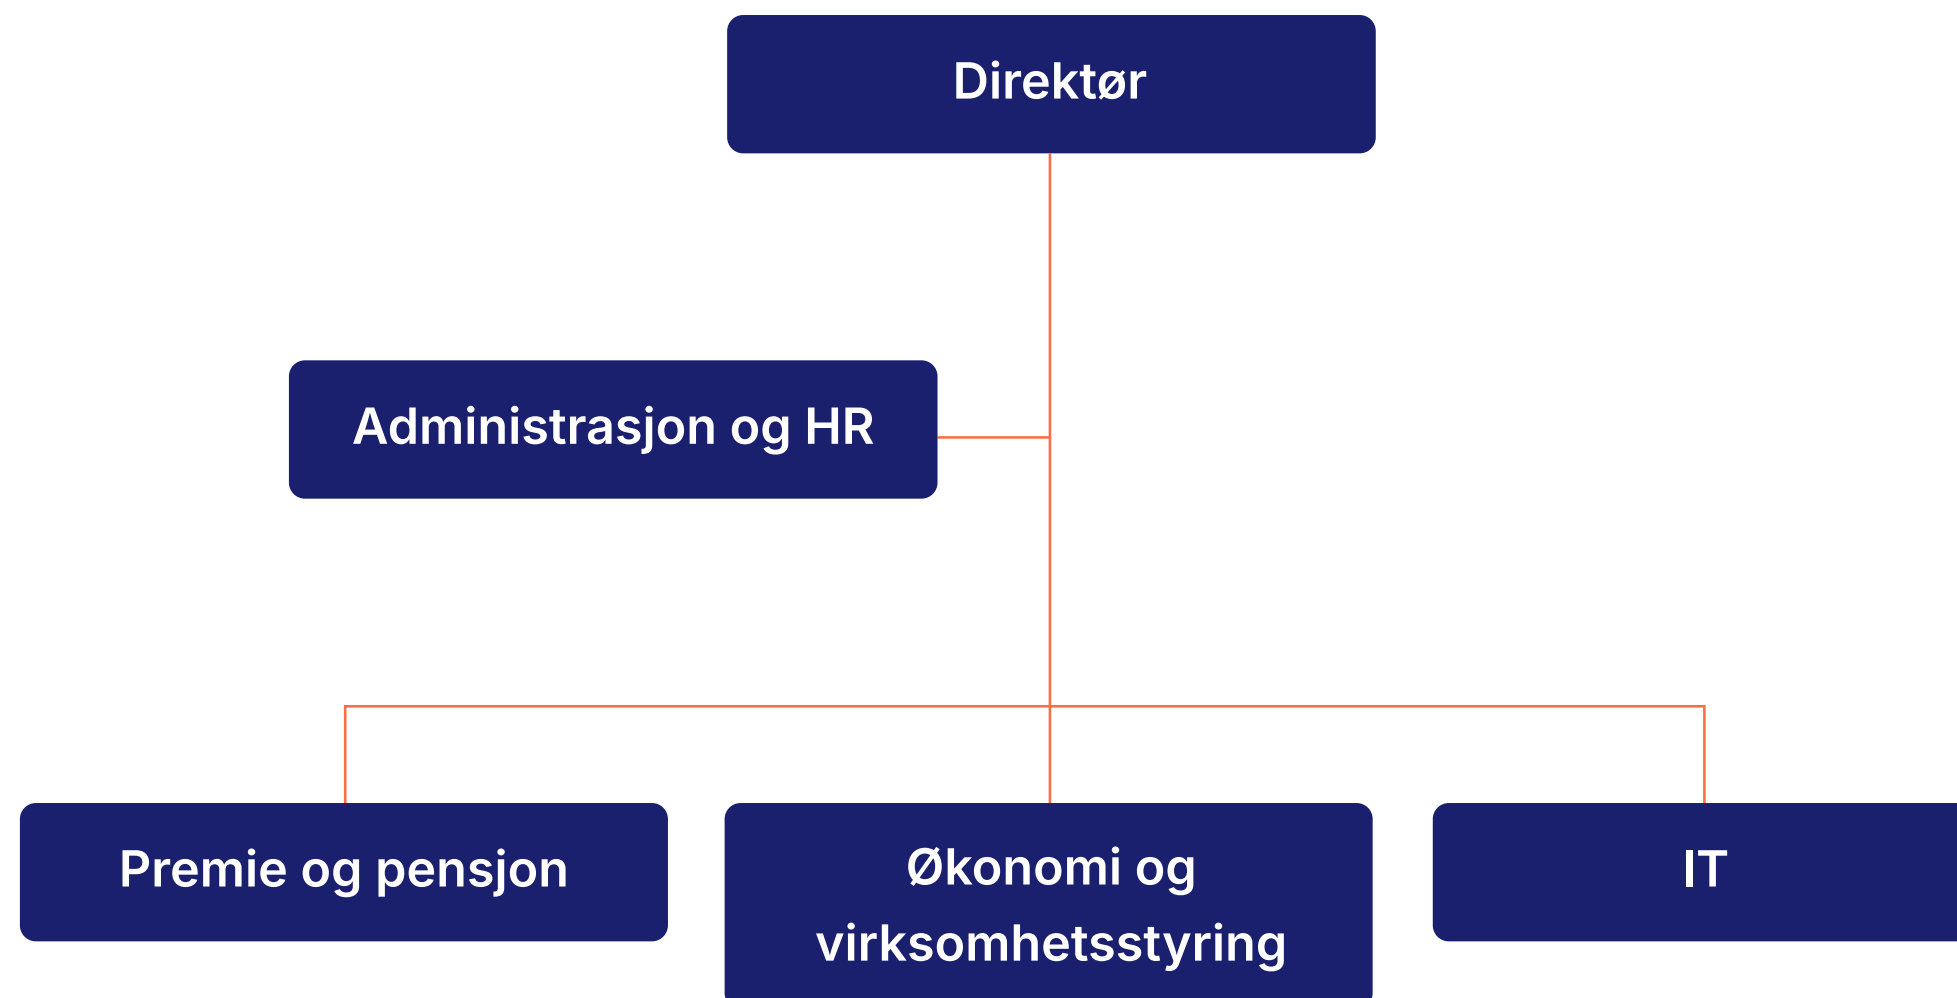 Direktør
Administrasjon og HR
Premie og pensjon
Økonomi og
virksomhetsstyring
IT